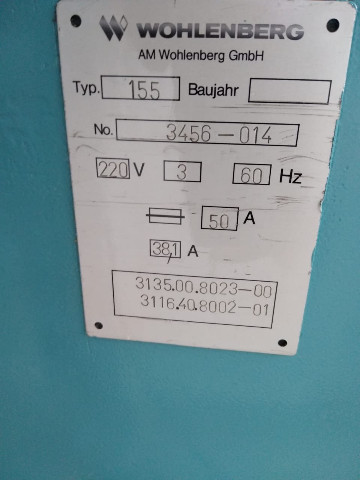 WOHLENBERG
AM Wohlenberg GmbH
Typ. 155 Baujahr
No. 3456-014
220 V 3 60 Hz
50 A
38,1 A
3135.00.8023-00
3116.40.8002-01